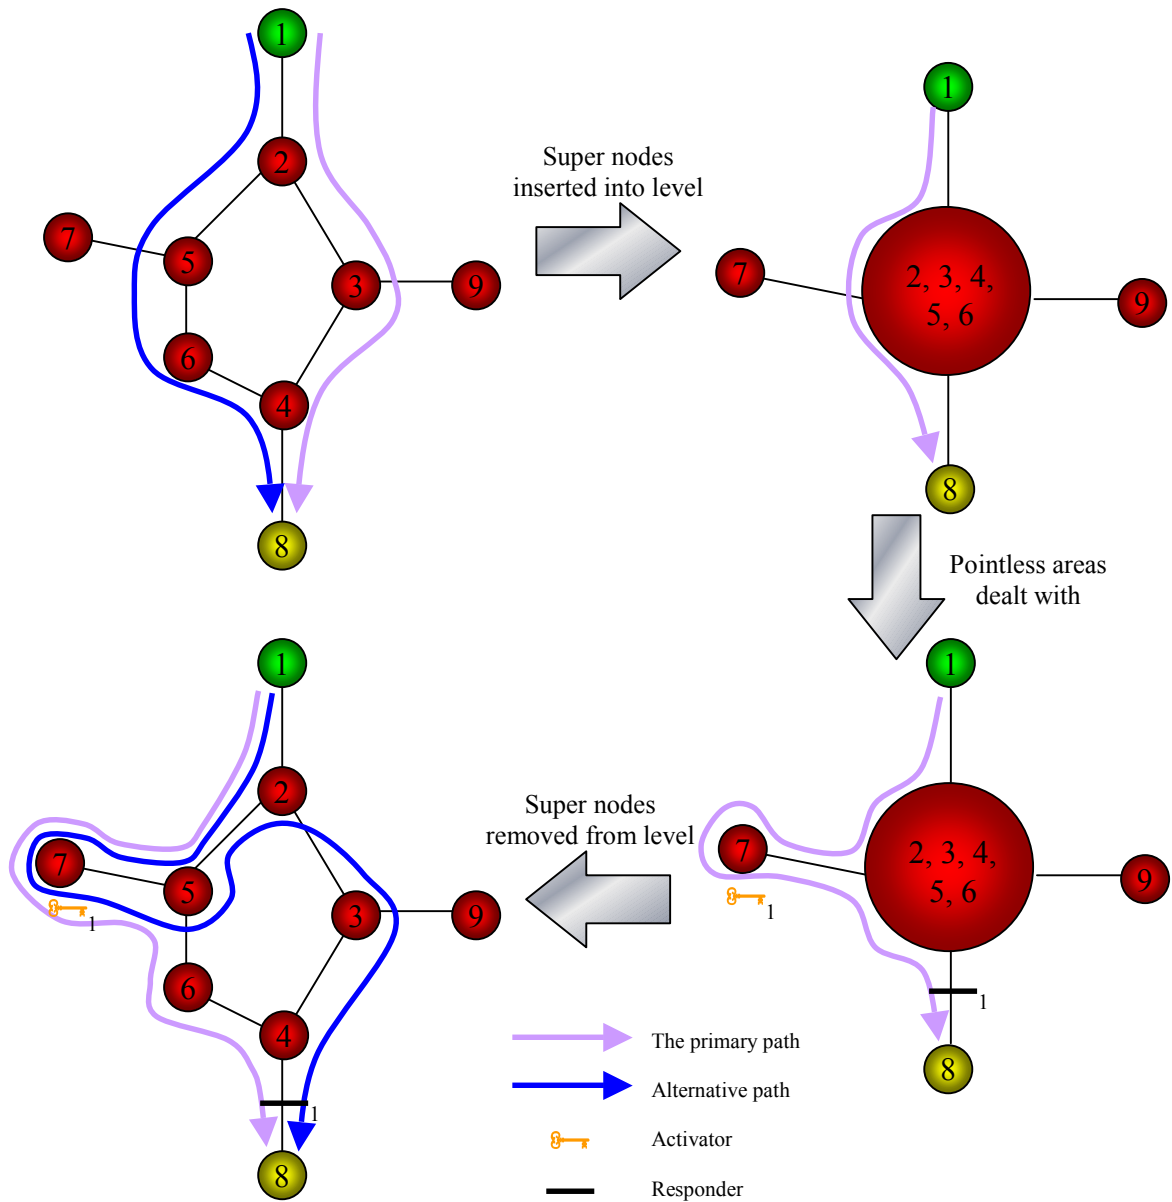 1
2
7
5
3
9
6
4
8
Super nodes
inserted into level
1
7
2, 3, 4,
5, 6
9
8
Pointless areas
dealt with
1
7
1
2, 3, 4,
5, 6
9
1
8
Super nodes
removed from level
1
2
7
1
5
3
9
6
4
1
8
The primary path
Alternative path
Activator
Responder